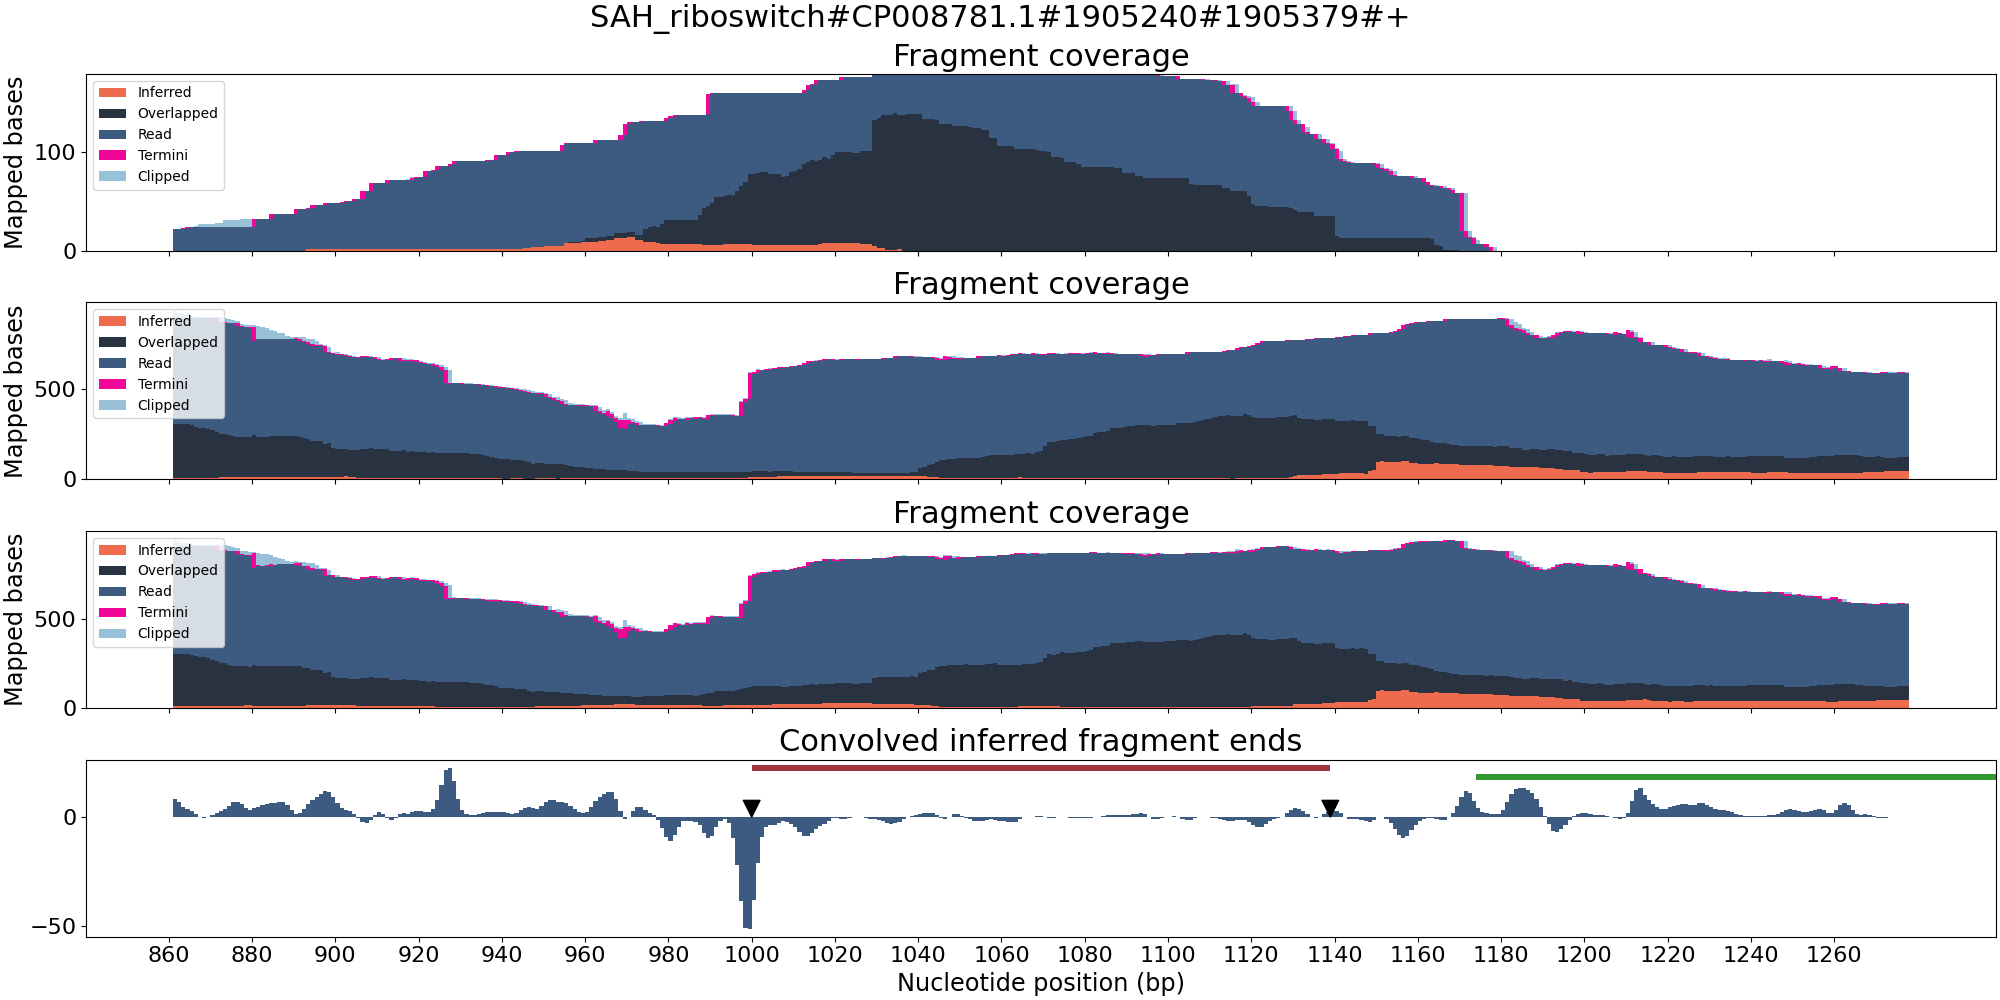 SAH_riboswitch#CP008781.1#1905240#1905379#+
Fragment coverage
Mapped bases
100
0
Inferred
Overlapped
Read
Termini
Clipped
Fragment coverage
Mapped bases
500
0
Inferred
Overlapped
Read
Termini
Clipped
Fragment coverage
Mapped bases
500
0
Inferred
Overlapped
Read
Termini
Clipped
Convolved inferred fragment ends
0
−50
860 880 900 920 940 960 980 1000 1020 1040 1060 1080 1100 1120 1140 1160 1180 1200 1220 1240 1260
Nucleotide position (bp)